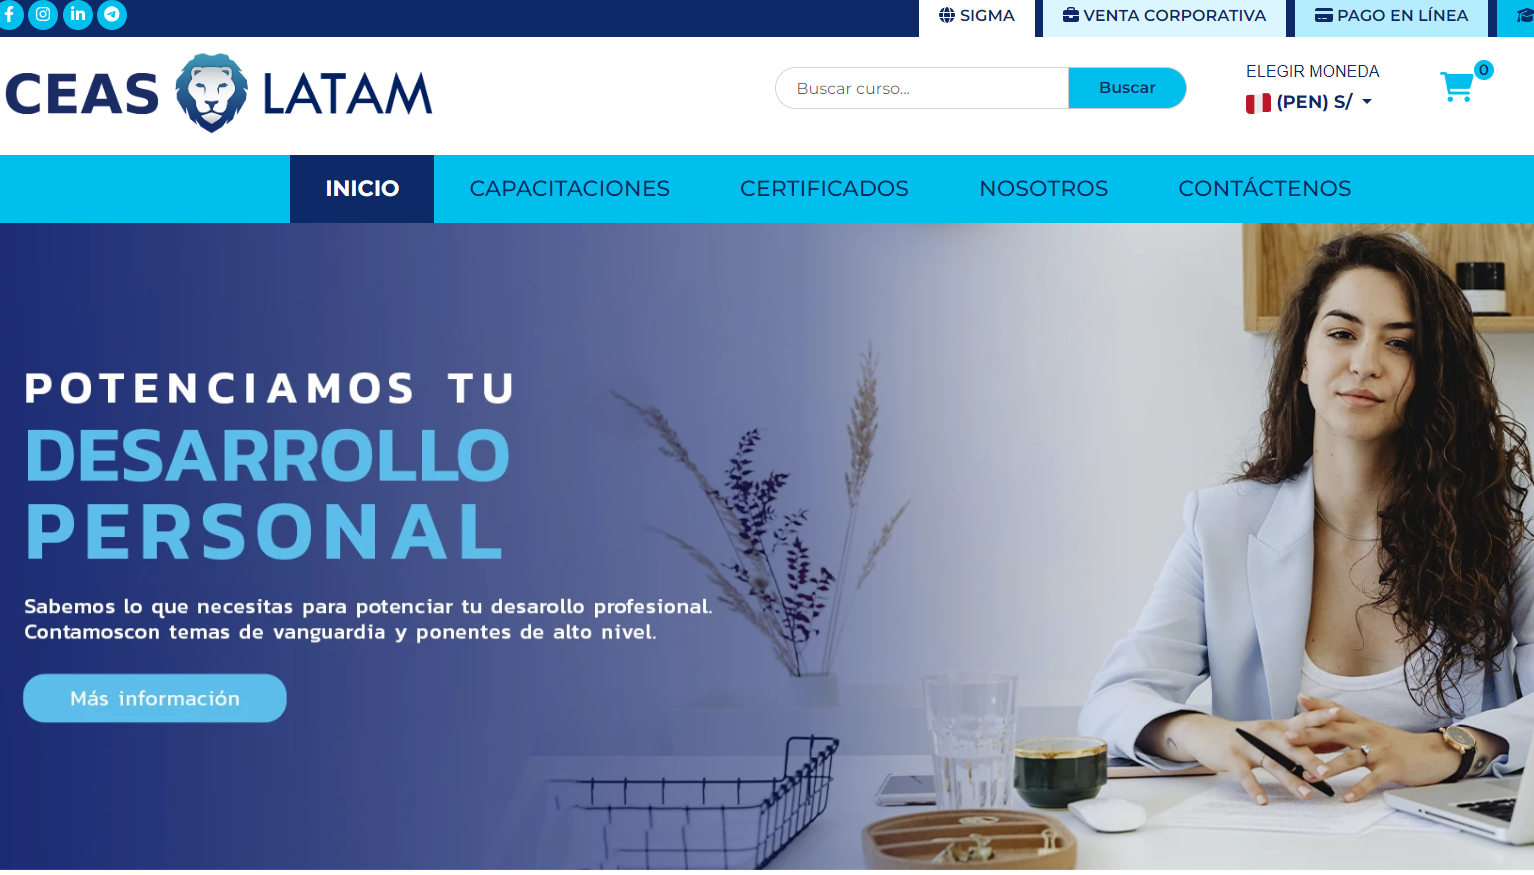 SIGMA
VENTA CORPORATIVA
PAGO EN LÍNEA
CEAS LATAM
Buscar curso...
Buscar
ELEGIR MONEDA
(PEN) S/
0
INICIO
CAPACITACIONES
CERTIFICADOS
NOSOTROS
CONTÁCTENOS
POTENCIAMOS TU
DESARROLLO
PERSONAL
Sabemos lo que necesitas para potenciar tu desarollo profesional.
Contamoscon temas de vanguardia y ponentes de alto nivel.
Más información